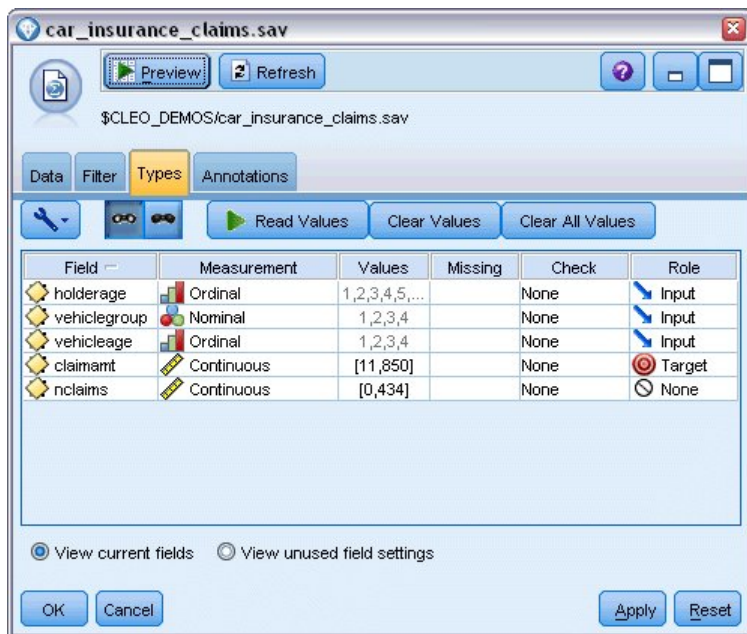 car_insurance_claims.sav
Preview Refresh
$CLEO_DEMOS/car_insurance_claims.sav
Data Filter Types Annotations
Read Values Clear Values Clear All Values
Field Measurement Values Missing Check Role
holderage Ordinal 1,2,3,4,5,... None Input
vehiclegroup Nominal 1,2,3,4 None Input
vehicleage Ordinal 1,2,3,4 None Input
claimamt Continuous [11,850] None Target
nclaims Continuous [0,434] None None
View current fields View unused field settings
OK Cancel Apply Reset